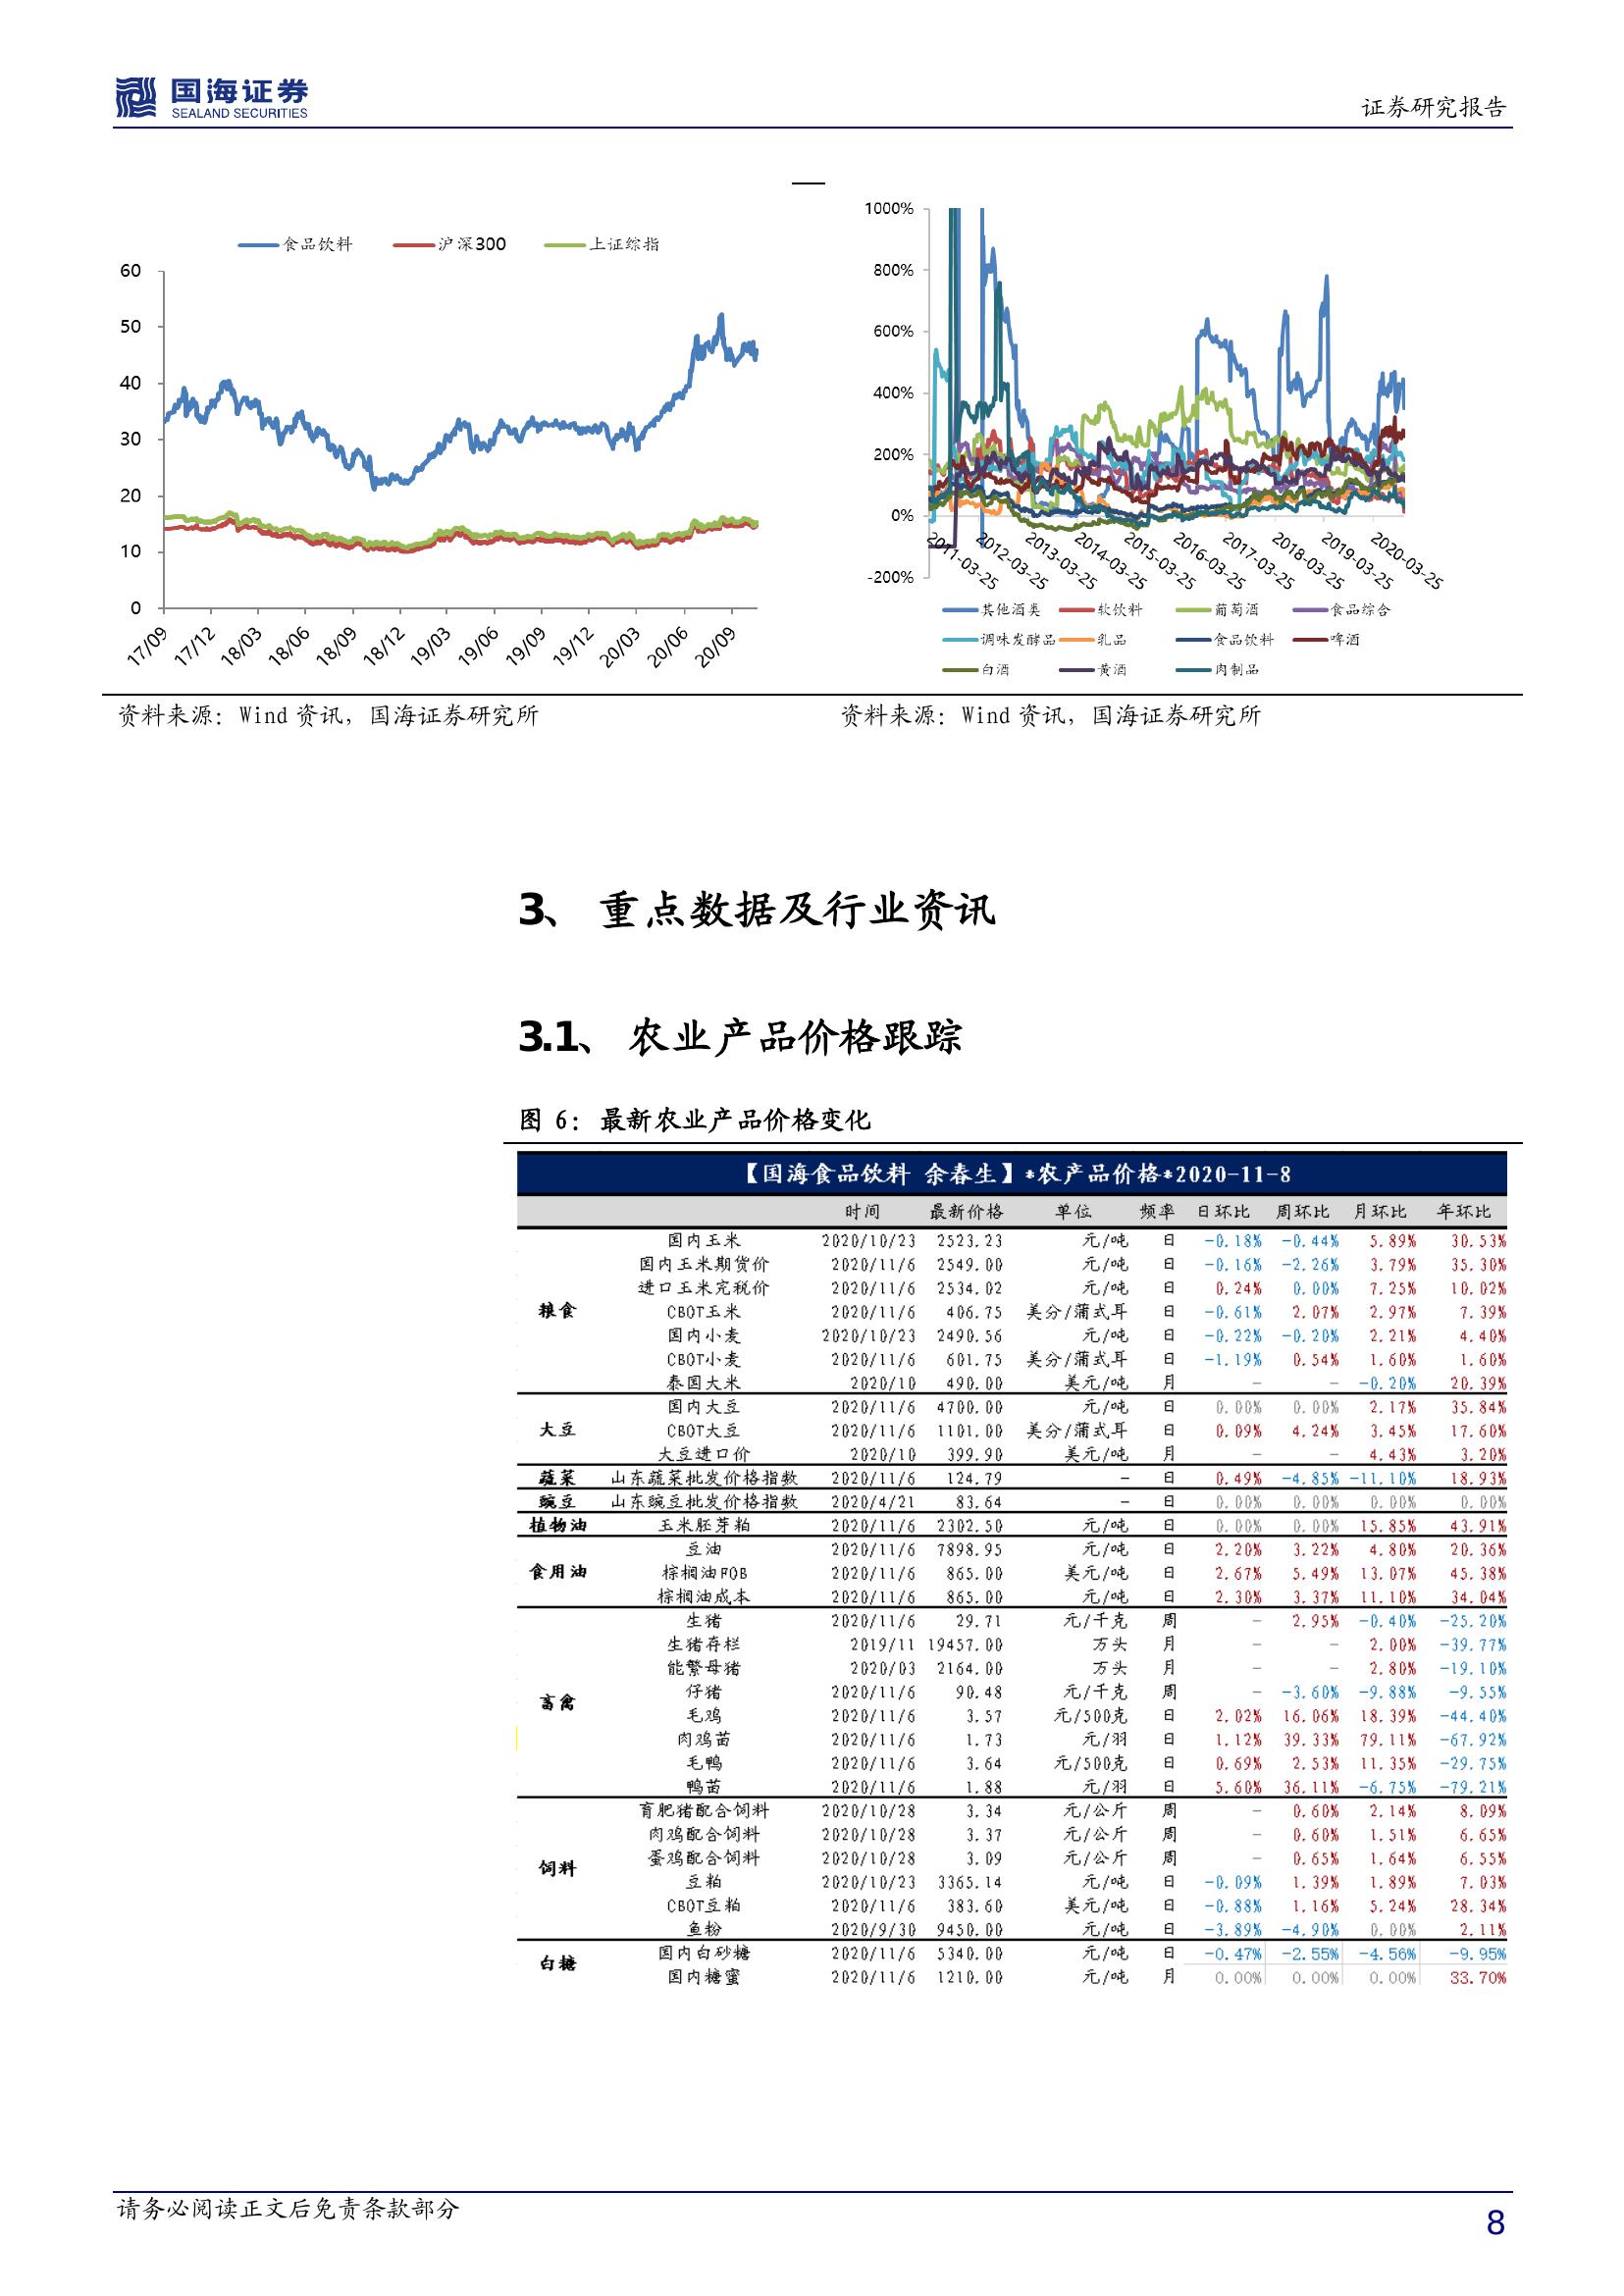 国海证券
SEALAND SECURITIES
证券研究报告
食品饮料 沪深300 上证综指
60
50
40
30
20
10
0
17/09 17/12 18/03 18/06 18/09 18/12 19/03 19/06 19/09 19/12 20/03 20/06 20/09
1000%
800%
600%
400%
200%
0%
-200%
2011-03-25 2012-03-25 2013-03-25 2014-03-25 2015-03-25 2016-03-25 2017-03-25 2018-03-25 2019-03-25 2020-03-25
其他酒类 软饮料 葡萄酒 食品综合
调味发酵品 乳品 食品饮料 啤酒
白酒 黄酒 肉制品
资料来源：Wind 资讯，国海证券研究所
资料来源：Wind 资讯，国海证券研究所
3、 重点数据及行业资讯
3.1、 农业产品价格跟踪
图 6：最新农业产品价格变化
【国海食品饮料 余春生】*农产品价格*2020-11-8
时间 最新价格 单位 频率 日环比 周环比 月环比 年环比
粮食
国内玉米 2020/10/23 2523.23 元/吨 日 -0.18% -0.44% 5.89% 30.53%
国内玉米期货价 2020/11/6 2549.00 元/吨 日 -0.16% -2.26% 3.79% 35.30%
进口玉米完税价 2020/11/6 2534.02 元/吨 日 0.24% 0.00% 7.25% 10.02%
CBOT玉米 2020/11/6 406.75 美分/蒲式耳 日 -0.61% 2.07% 2.97% 7.39%
国内小麦 2020/10/23 2490.56 元/吨 日 -0.22% -0.20% 2.21% 4.40%
CBOT小麦 2020/11/6 601.75 美分/蒲式耳 日 -1.19% 0.54% 1.60% 1.60%
泰国大米 2020/10 490.00 美元/吨 月 - - -0.20% 20.39%
大豆
国内大豆 2020/11/6 4700.00 元/吨 日 0.00% 0.00% 2.17% 35.84%
CBOT大豆 2020/11/6 1101.00 美分/蒲式耳 日 0.09% 4.24% 3.45% 17.60%
大豆进口价 2020/10 399.90 美元/吨 月 - - 4.43% 3.20%
蔬菜 山东蔬菜批发价格指数 2020/11/6 124.79 - 日 0.49% -4.85% -11.10% 18.93%
豌豆 山东豌豆批发价格指数 2020/4/21 83.64 - 日 0.00% 0.00% 0.00% 0.00%
植物油 玉米胚芽粕 2020/11/6 2302.50 元/吨 日 0.00% 0.00% 15.85% 43.91%
食用油
豆油 2020/11/6 7898.95 元/吨 日 2.20% 3.22% 4.80% 20.36%
棕榈油FOB 2020/11/6 865.00 美元/吨 日 2.67% 5.49% 13.07% 45.38%
棕榈油成本 2020/11/6 865.00 元/吨 日 2.30% 3.37% 11.10% 34.04%
畜禽
生猪 2020/11/6 29.71 元/千克 周 - 2.95% -0.40% -25.20%
生猪存栏 2019/11 19457.00 万头 月 - - 2.00% -39.77%
能繁母猪 2020/03 2164.00 万头 月 - - 2.80% -19.10%
仔猪 2020/11/6 90.48 元/千克 周 - -3.60% -9.88% -9.55%
毛鸡 2020/11/6 3.57 元/500克 日 2.02% 16.06% 18.39% -44.40%
肉鸡苗 2020/11/6 1.73 元/羽 日 1.12% 39.33% 79.11% -67.92%
毛鸭 2020/11/6 3.64 元/500克 日 0.69% 2.53% 11.35% -29.75%
鸭苗 2020/11/6 1.88 元/羽 日 5.60% 36.11% -6.75% -79.21%
饲料
育肥猪配合饲料 2020/10/28 3.34 元/公斤 周 - 0.60% 2.14% 8.09%
肉鸡配合饲料 2020/10/28 3.37 元/公斤 周 - 0.60% 1.51% 6.65%
蛋鸡配合饲料 2020/10/28 3.09 元/公斤 周 - 0.65% 1.64% 6.55%
豆粕 2020/10/23 3365.14 元/吨 日 -0.09% 1.39% 1.89% 7.03%
CBOT豆粕 2020/11/6 383.60 美元/吨 日 -0.88% 1.16% 5.24% 28.34%
鱼粉 2020/9/30 9450.00 元/吨 日 -3.89% -4.90% 0.00% 2.11%
白糖
国内白砂糖 2020/11/6 5340.00 元/吨 日 -0.47% -2.55% -4.56% -9.95%
国内糖蜜 2020/11/6 1210.00 元/吨 月 0.00% 0.00% 0.00% 33.70%
请务必阅读正文后免责条款部分
8